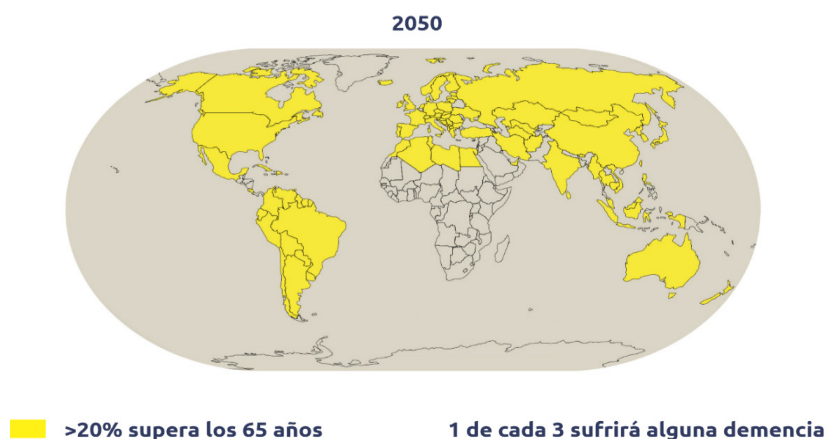 2050
>20% supera los 65 años
1 de cada 3 sufrirá alguna demencia